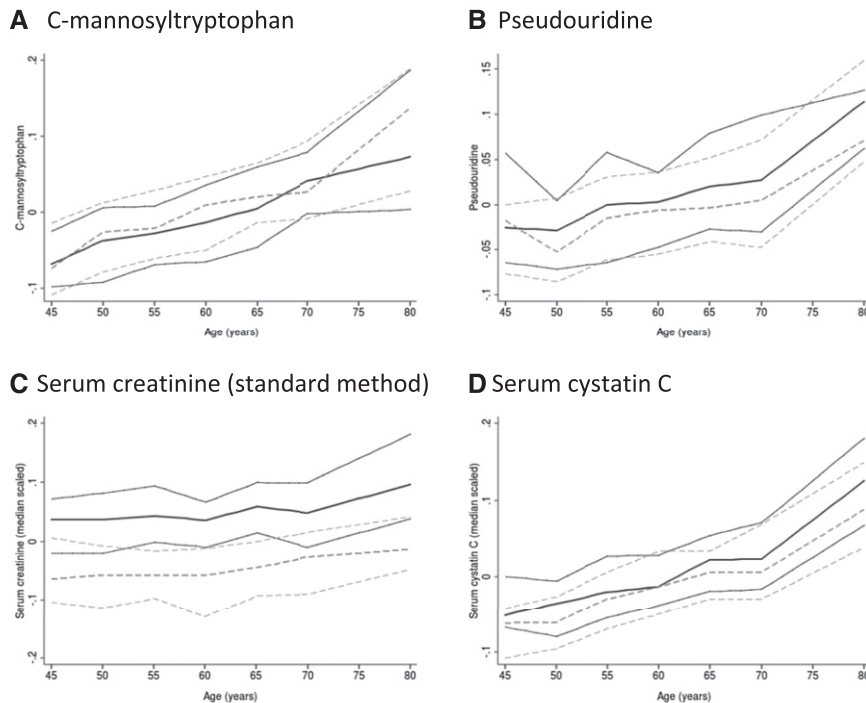 A C-mannosyltryptophan
C-mannosyltryptophan
.2
.1
0
-.1
45 50 55 60 65 70 75 80
Age (years)
B Pseudouridine
Pseudouridine
.15
.1
.05
0
-.05
-.1
45 50 55 60 65 70 75 80
Age (years)
C Serum creatinine (standard method)
Serum creatinine (median scaled)
.2
.1
0
-.1
-.2
45 50 55 60 65 70 75 80
Age (years)
D Serum cystatin C
Serum cystatin C (median scaled)
.2
.1
0
-.1
45 50 55 60 65 70 75 80
Age (years)